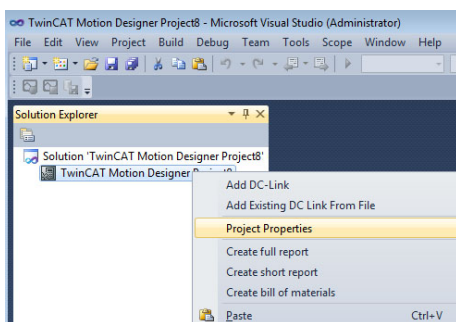 TwinCAT Motion Designer Project8 - Microsoft Visual Studio (Administrator)
File Edit View Project Build Debug Team Tools Scope Window Help
Solution Explorer
Solution 'TwinCAT Motion Designer Project8'
TwinCAT Motion Designer
Add DC-Link
Add Existing DC Link From File
Project Properties
Create full report
Create short report
Create bill of materials
Paste Ctrl+V